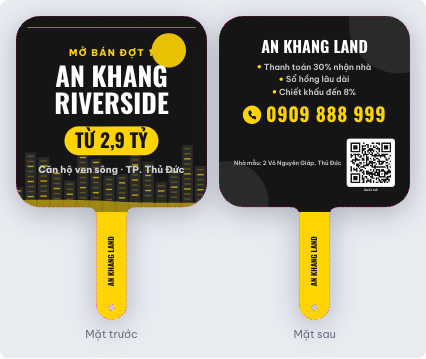 MỞ BÁN ĐỢT
AN KHANG
RIVERSIDE
TỪ 2,9 TỶ
Căn hộ ven sông · TP. Thủ Đức
AN KHANG LAND
Mặt trước
AN KHANG LAND
• Thanh toán 30% nhận nhà
• Sổ hồng lâu dài
• Chiết khấu đến 8%
0909 888 999
Nhà mẫu: 2 Võ Nguyên Giáp, Thủ Đức
AN KHANG LAND
Mặt sau